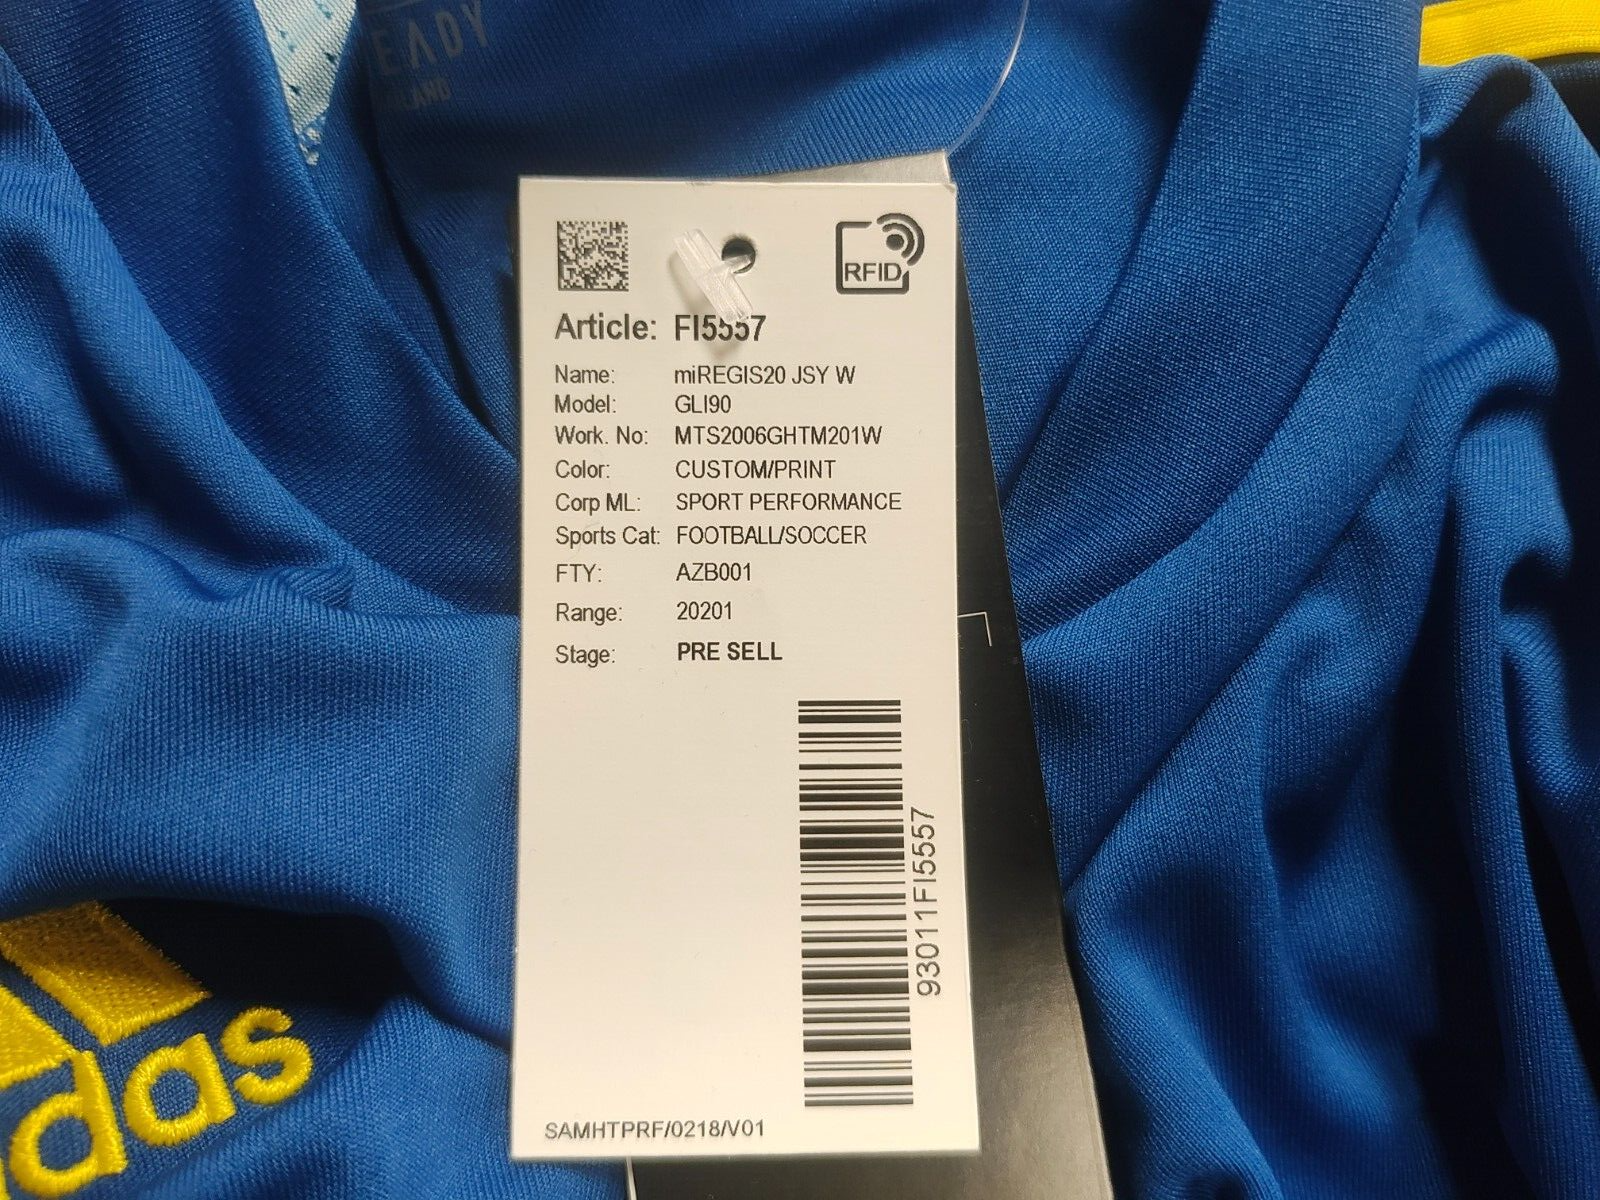 EADY
RFID
Article: FI5557
Name: miREGIS20 JSY W
Model: GLI90
Work. No: MTS2006GHTM201W
Color: CUSTOM/PRINT
Corp ML: SPORT PERFORMANCE
Sports Cat: FOOTBALL/SOCCER
FTY: AZB001
Range: 20201
Stage: PRE SELL
93011FI5557
das
SAMHTPRF/0218/V01